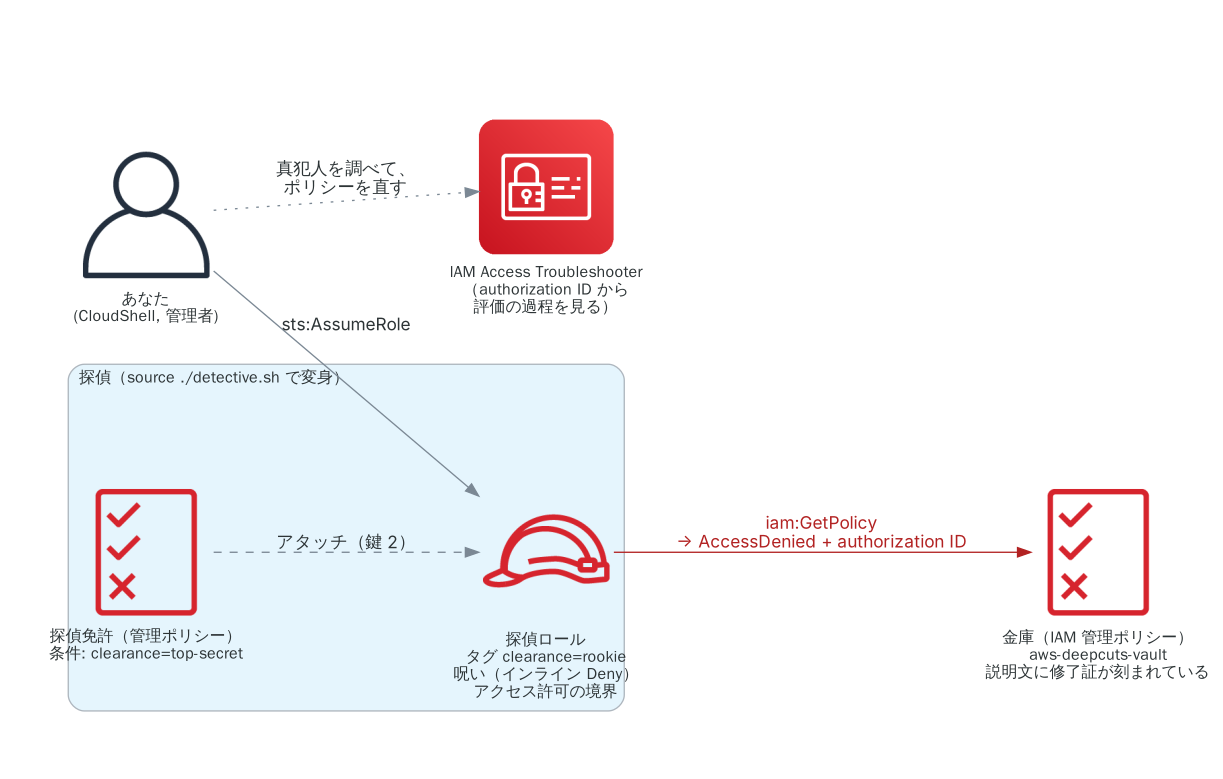 真犯人を調べて、
ポリシーを直す
あなた
(CloudShell, 管理者)
IAM Access Troubleshooter
（authorization ID から
評価の過程を見る）
sts:AssumeRole
探偵（source ./detective.sh で変身）
アタッチ（鍵 2）
iam:GetPolicy
→ AccessDenied + authorization ID
探偵免許（管理ポリシー）
条件: clearance=top-secret
探偵ロール
タグ clearance=rookie
呪い（インライン Deny）
アクセス許可の境界
金庫（IAM 管理ポリシー）
aws-deepcuts-vault
説明文に修了証が刻まれている